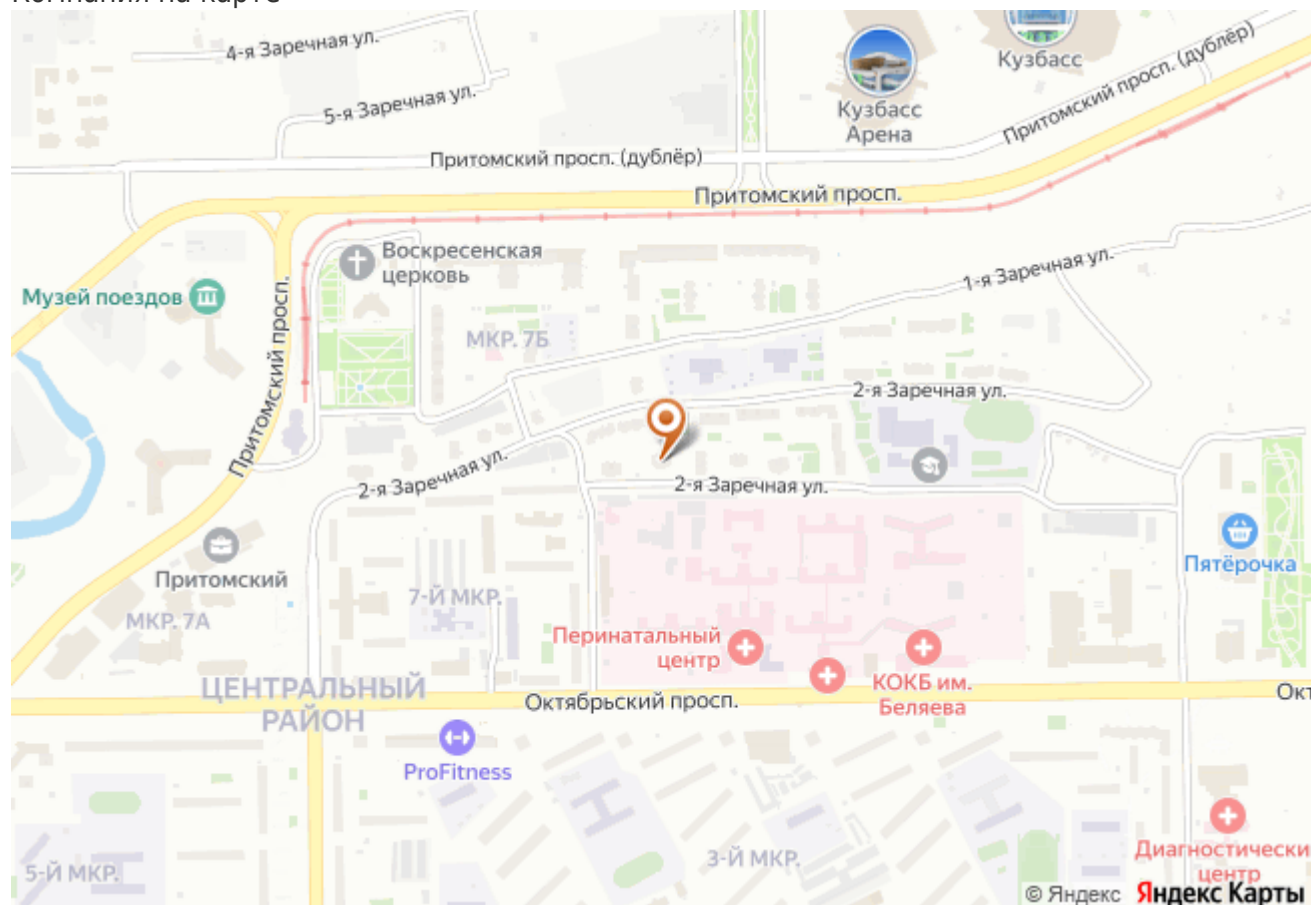 4-я Заречная ул.
Кузбасс
5-я Заречная ул.
Кузбасс
Арена
Притомский просп. (дублёр)
Притомский просп. (дублёр)
Притомский просп.
Воскресенская
церковь
1-я Заречная ул.
Музей поездов
Притомский просп.
МКР. 7Б
2-я Заречная ул.
2-я Заречная ул.
2-я Заречная ул.
Притомский
Пятёрочка
7-Й МКР.
МКР. 7А
Перинатальный
центр
КОКБ им.
Беляева
ЦЕНТРАЛЬНЫЙ
РАЙОН
Октябрьский просп.
Окт
ProFitness
Диагностически
центр
3-Й МКР.
5-Й МКР.
© Яндекс Яндекс Карты